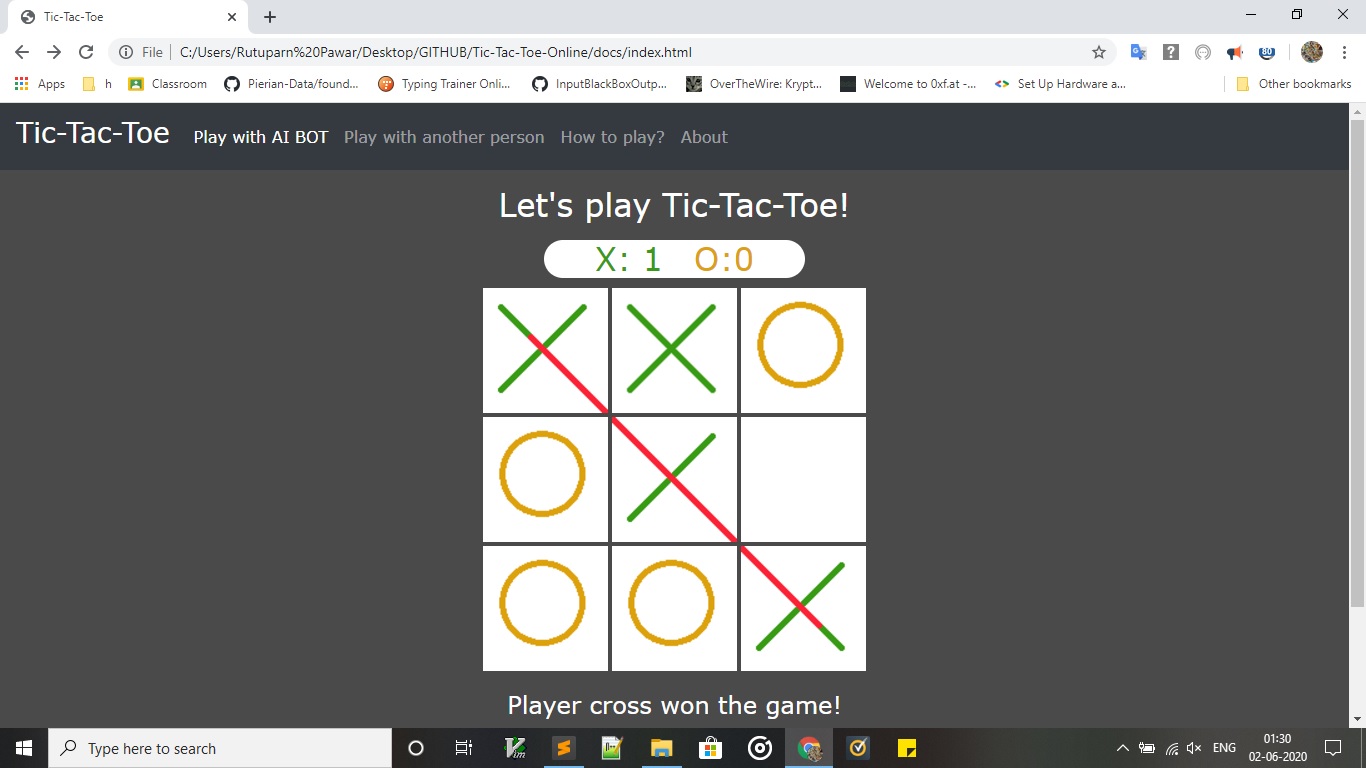 Tic-Tac-Toe
File C:/Users/Rutuparn%20Pawar/Desktop/GITHUB/Tic-Tac-Toe-Online/docs/index.html
80
Apps h Classroom Pierian-Data/found... Typing Trainer Onli... InputBlackBoxOutp... OverTheWire: Krypt... Welcome to 0xf.at -... Set Up Hardware a... Other bookmarks
Tic-Tac-Toe Play with AI BOT Play with another person How to play? About
Let's play Tic-Tac-Toe!
X: 1 O:0
Player cross won the game!
Type here to search
ENG
01:30
02-06-2020